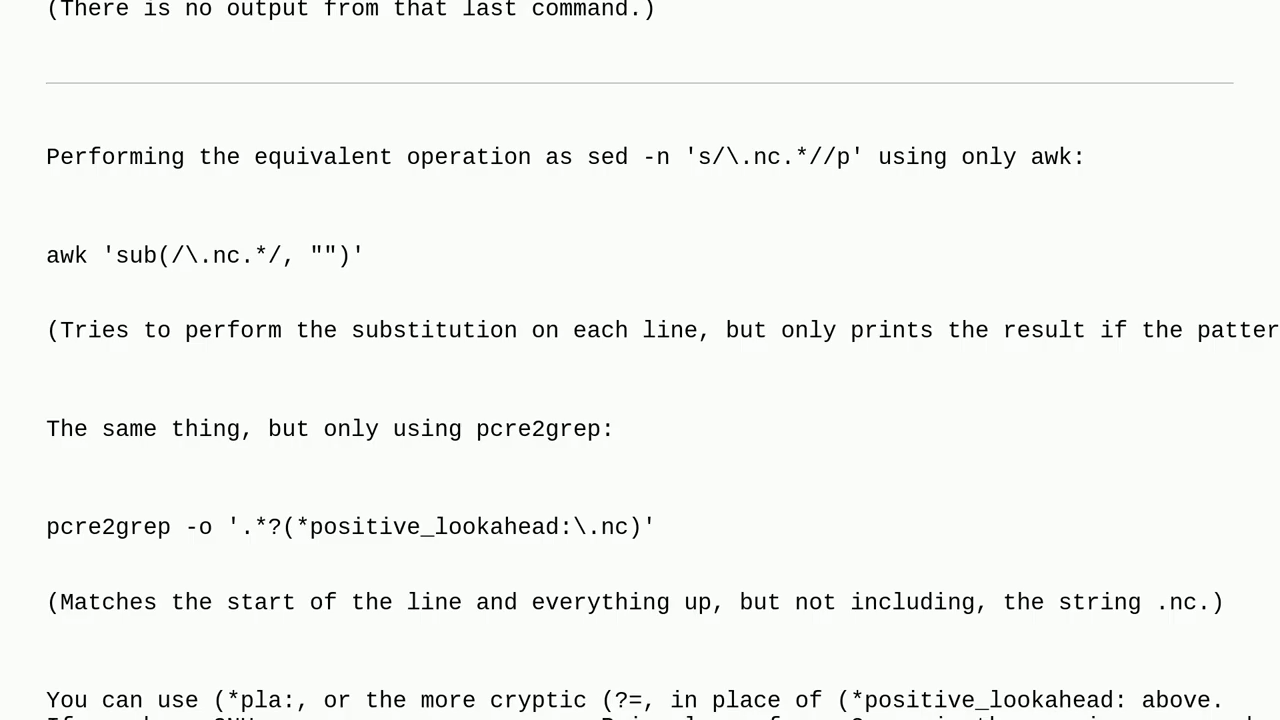 (There is no output from that last command.)
Performing the equivalent operation as sed -n 's/\.nc.*//p' using only awk:
awk 'sub(/\.nc.*/, "")'
(Tries to perform the substitution on each line, but only prints the result if the patter
The same thing, but only using pcre2grep:
pcre2grep -o '.*?(*positive_lookahead:\.nc)'
(Matches the start of the line and everything up, but not including, the string .nc.)
You can use (*pla:, or the more cryptic (?=, in place of (*positive_lookahead: above.